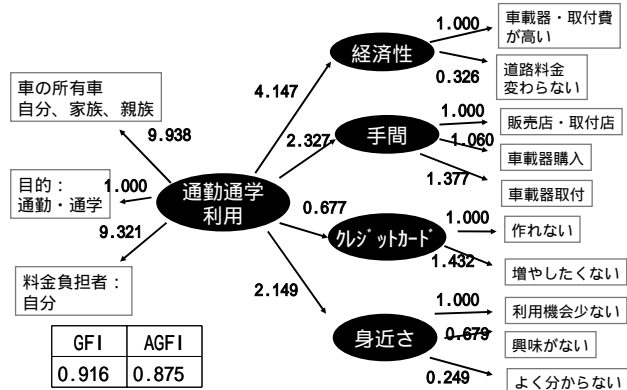 1.000
車載器・取付費
が高い
経済性
0.326
道路料金
変わらない
車の所有車
自分、家族、親族
4.147
9.938
1.000
販売店・取付店
手間
2.327
1.060
車載器購入
1.377
車載器取付
目的：
通勤・通学
1.000
通勤通学
利用
0.677
1.000
作れない
クレジットカード
9.321
1.432
増やしたくない
料金負担者：
自分
2.149
1.000
利用機会少ない
身近さ
0.679
興味がない
0.249
よく分からない
GFI AGFI
0.916 0.875